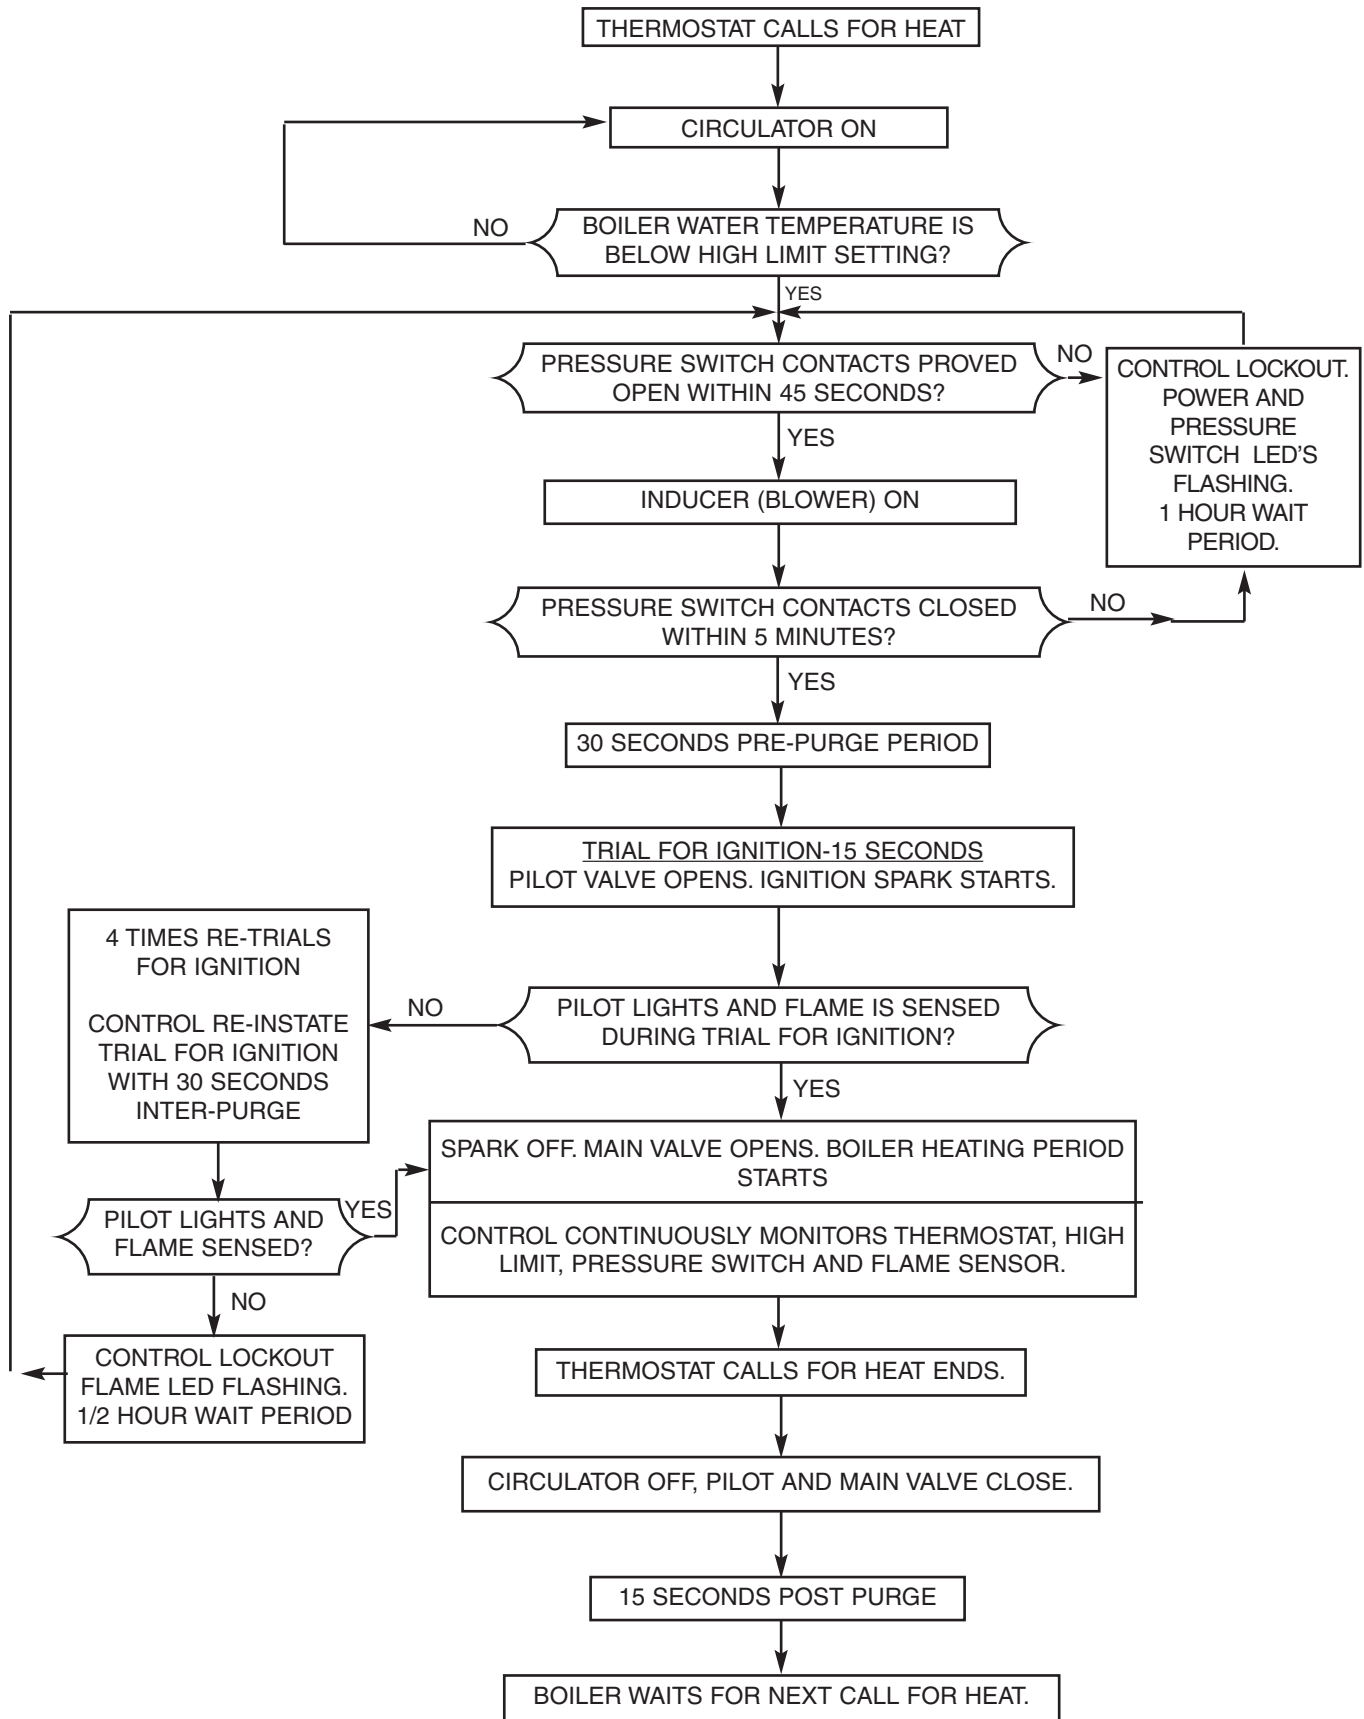 THERMOSTAT CALLS FOR HEAT
CIRCULATOR ON
NO
BOILER WATER TEMPERATURE IS
BELOW HIGH LIMIT SETTING?
YES
PRESSURE SWITCH CONTACTS PROVED
OPEN WITHIN 45 SECONDS?
NO
CONTROL LOCKOUT.
POWER AND
PRESSURE
SWITCH LED'S
FLASHING.
1 HOUR WAIT
PERIOD.
YES
INDUCER (BLOWER) ON
PRESSURE SWITCH CONTACTS CLOSED
WITHIN 5 MINUTES?
NO
YES
30 SECONDS PRE-PURGE PERIOD
TRIAL FOR IGNITION-15 SECONDS
PILOT VALVE OPENS. IGNITION SPARK STARTS.
PILOT LIGHTS AND FLAME IS SENSED
DURING TRIAL FOR IGNITION?
NO
4 TIMES RE-TRIALS
FOR IGNITION
CONTROL RE-INSTATE
TRIAL FOR IGNITION
WITH 30 SECONDS
INTER-PURGE
YES
SPARK OFF. MAIN VALVE OPENS. BOILER HEATING PERIOD
STARTS
CONTROL CONTINUOUSLY MONITORS THERMOSTAT, HIGH
LIMIT, PRESSURE SWITCH AND FLAME SENSOR.
PILOT LIGHTS AND
FLAME SENSED?
YES
NO
CONTROL LOCKOUT
FLAME LED FLASHING.
1/2 HOUR WAIT PERIOD
THERMOSTAT CALLS FOR HEAT ENDS.
CIRCULATOR OFF, PILOT AND MAIN VALVE CLOSE.
15 SECONDS POST PURGE
BOILER WAITS FOR NEXT CALL FOR HEAT.